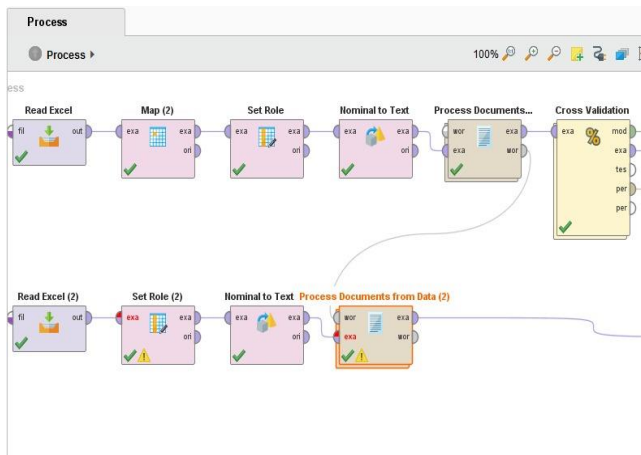 Process
Process
100%
ess
Read Excel
Map (2)
Set Role
Nominal to Text
Process Documents...
Cross Validation
fil
out
exa
exa
ori
exa
exa
ori
exa
exa
ori
wor
exa
exa
wor
exa
%
mod
exa
tes
per
per
Read Excel (2)
Set Role (2)
Nominal to Text
Process Documents from Data (2)
fil
out
exa
exa
ori
exa
exa
ori
wor
exa
exa
wor